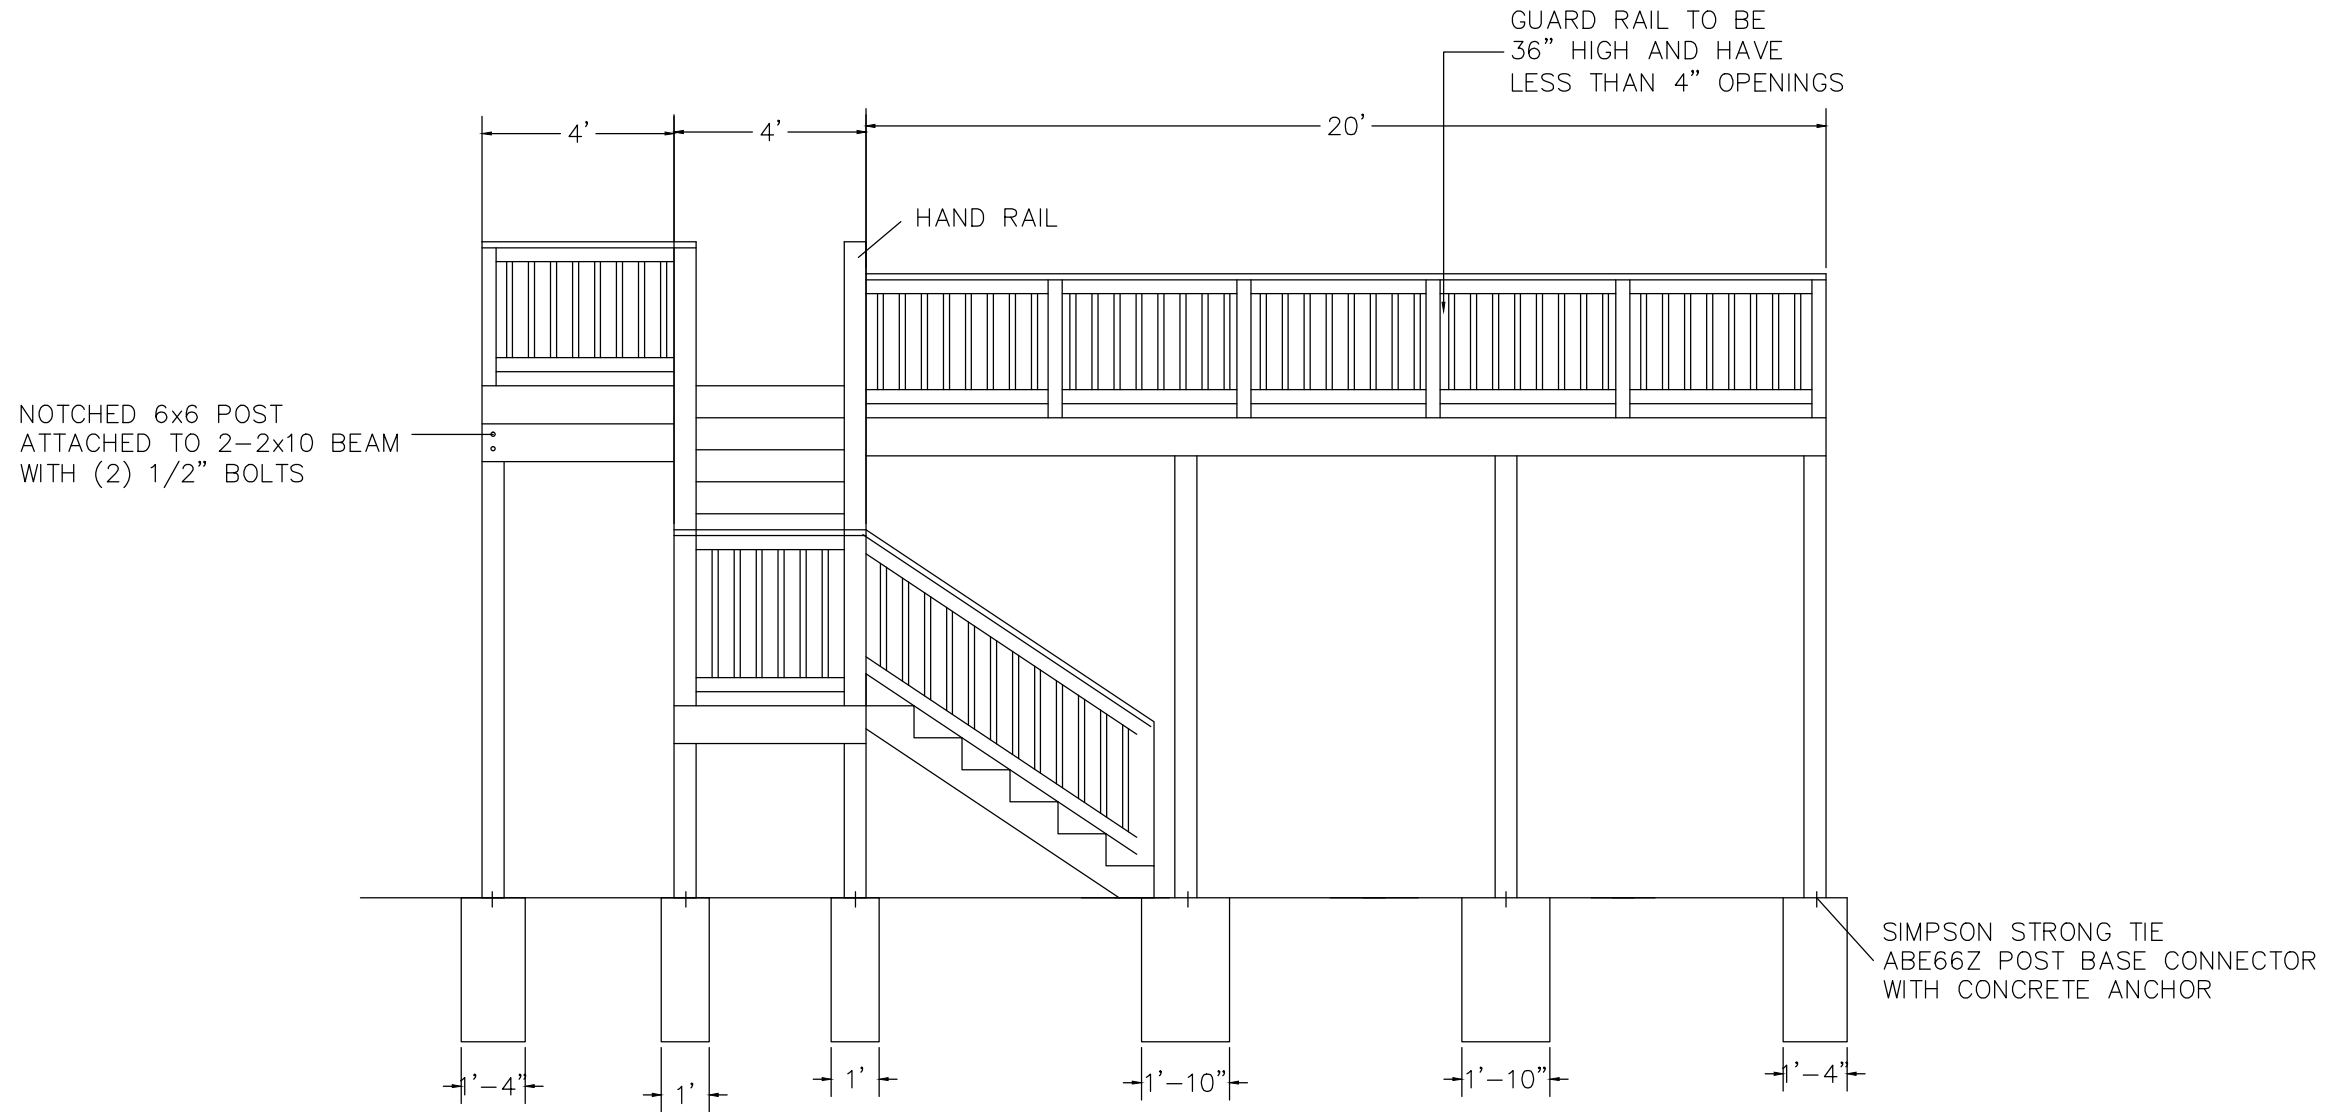 GUARD RAIL TO BE
36” HIGH AND HAVE
LESS THAN 4” OPENINGS
4’
4’
20’
HAND RAIL
NOTCHED 6x6 POST
ATTACHED TO 2–2x10 BEAM
WITH (2) 1/2” BOLTS
SIMPSON STRONG TIE
ABE66Z POST BASE CONNECTOR
WITH CONCRETE ANCHOR
1’–4”
1’
1’
1’–10”
1’–10”
1’–4”